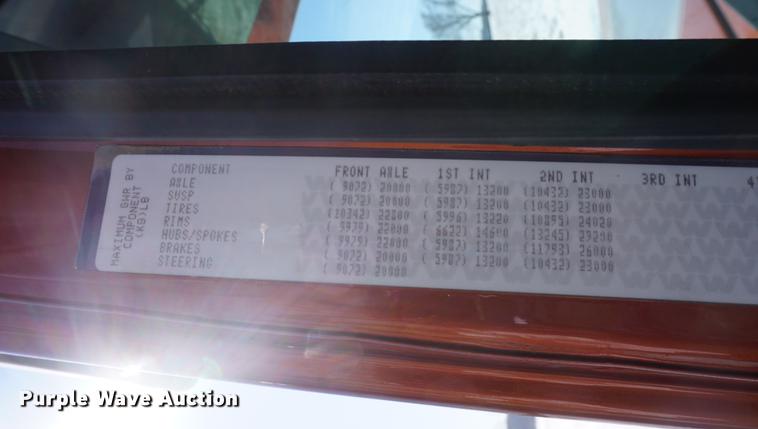 MAXIMUM GWR BY
COMPONENT
(KG)LB
COMPONENT FRONT AXLE 1ST INT 2ND INT 3RD INT
AXLE ( 9072) 20000 ( 5987) 13200 (10432) 23000
SUSP ( 9072) 20000 ( 5987) 13200 (10432) 23000
TIRES (10342) 22800 ( 5996) 13220 (10895) 24020
RIMS ( 9979) 22000 ( 6622) 14600 (13245) 29200
HUBS/SPOKES ( 9979) 22000 ( 5987) 13200 (11793) 26000
BRAKES ( 9072) 20000 ( 5987) 13200 (10432) 23000
STEERING ( 9072) 20000
Purple Wave Auction